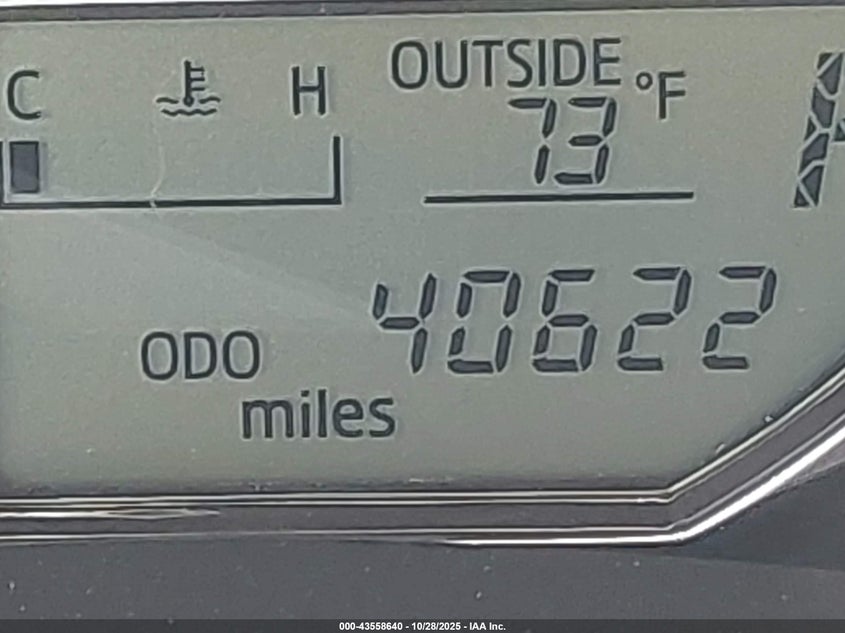 C H OUTSIDE °F
73
ODO 40622
miles
000-43558640 - 10/28/2025 - IAA Inc.